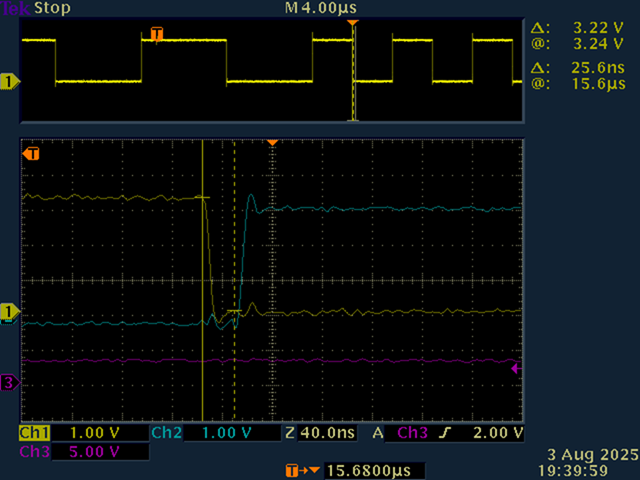 Tek Stop M 4.00µs
Δ: 3.22 V
@: 3.24 V
Δ: 25.6ns
@: 15.6µs
T
1
T
1
3
Ch1 1.00 V Ch2 1.00 V Z 40.0ns A Ch3 2.00 V
Ch3 5.00 V
T 15.6800µs
3 Aug 2025
19:39:59